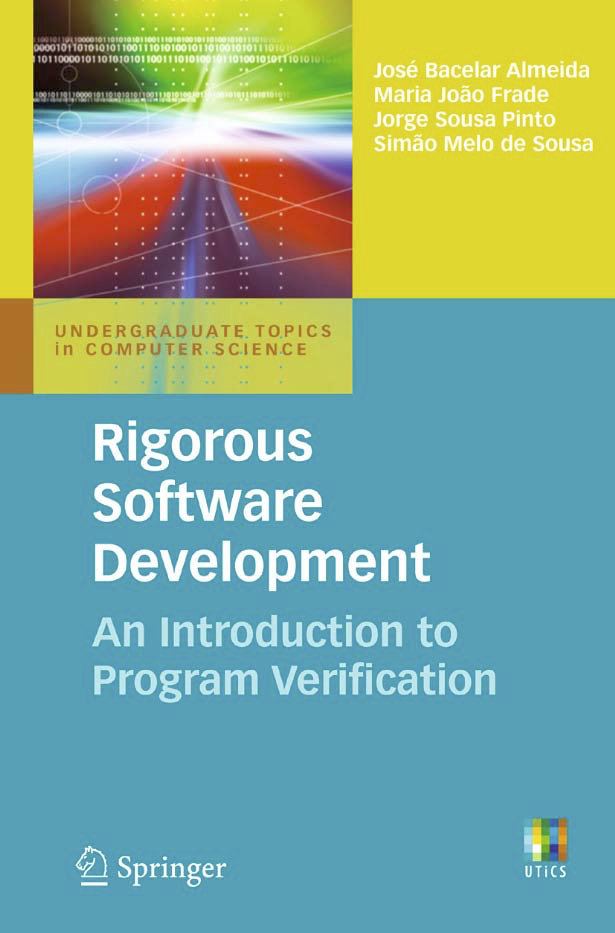 José Bacelar Almeida
Maria João Frade
Jorge Sousa Pinto
Simão Melo de Sousa
UNDERGRADUATE TOPICS
in COMPUTER SCIENCE
Rigorous
Software
Development
An Introduction to
Program Verification
Springer
UTiCS